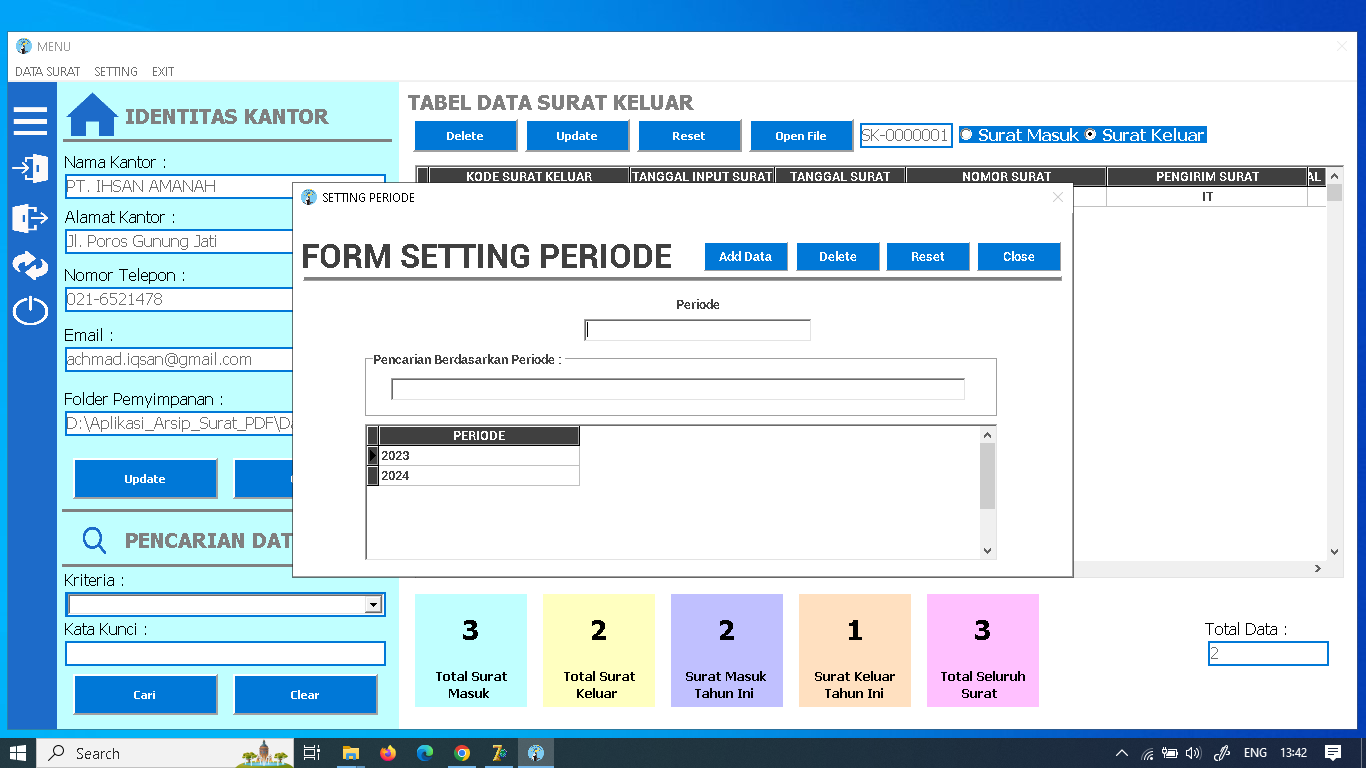 MENU
DATA SURAT SETTING EXIT
IDENTITAS KANTOR
Nama Kantor :
PT. IHSAN AMANAH
Alamat Kantor :
Jl. Poros Gunung Jati
Nomor Telepon :
021-6521478
Email :
achmad.iqsan@gmail.com
Folder Pemyimpanan :
D:\Aplikasi_Arsip_Surat_PDF\Da
Update
PENCARIAN DAT
Kriteria :
Kata Kunci :
Cari Clear
TABEL DATA SURAT KELUAR
Delete Update Reset Open File SK-0000001 Surat Masuk Surat Keluar
KODE SURAT KELUAR TANGGAL INPUT SURAT TANGGAL SURAT NOMOR SURAT PENGIRIM SURAT AL
IT
SETTING PERIODE
FORM SETTING PERIODE
Add Data Delete Reset Close
Periode
Pencarian Berdasarkan Periode :
PERIODE
2023
2024
3
Total Surat
Masuk
2
Total Surat
Keluar
2
Surat Masuk
Tahun Ini
1
Surat Keluar
Tahun Ini
3
Total Seluruh
Surat
Total Data :
2
Search
ENG 13:42